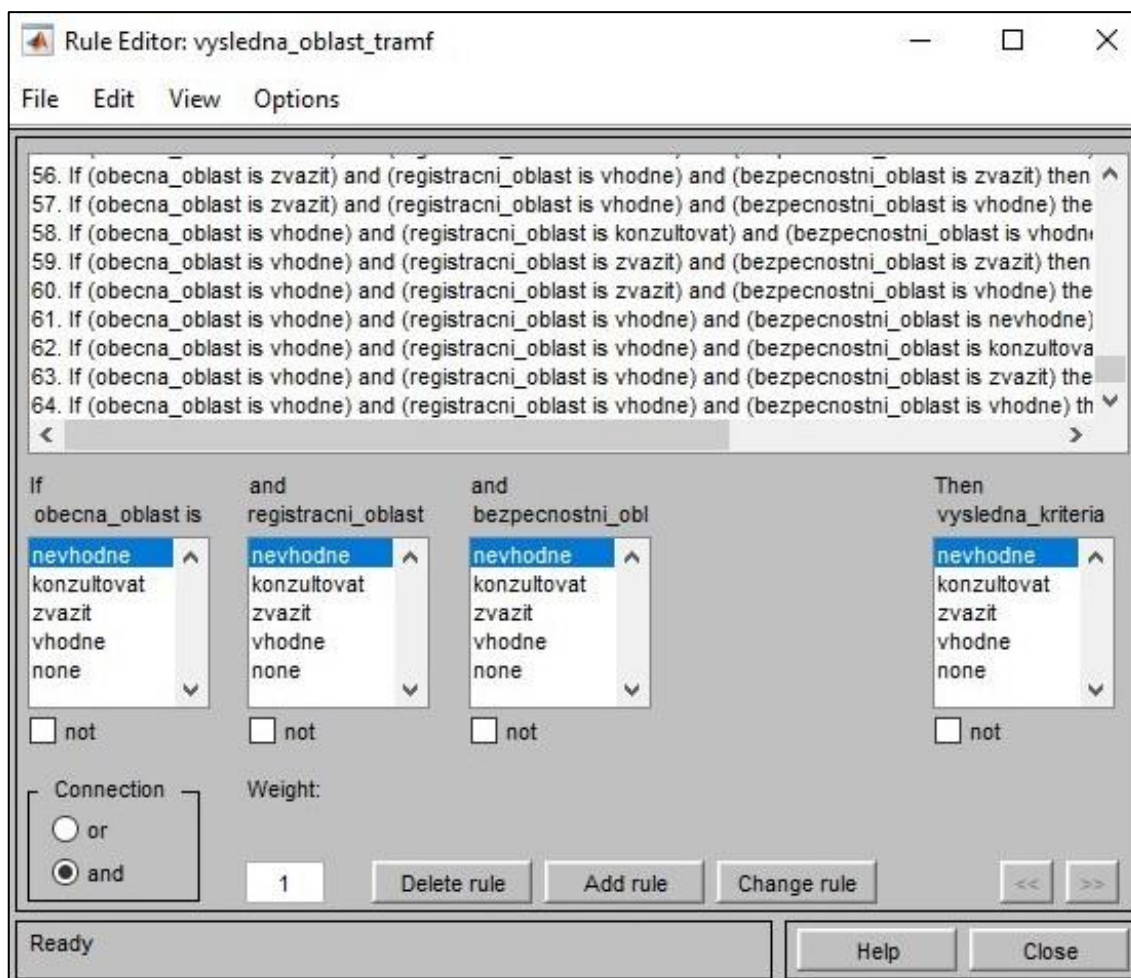 Rule Editor: vysledna_oblast_tramf
File Edit View Options
56. If (obecna_oblast is zvazit) and (registracni_oblast is vhodne) and (bezpecnostni_oblast is zvazit) then
57. If (obecna_oblast is zvazit) and (registracni_oblast is vhodne) and (bezpecnostni_oblast is vhodne) the
58. If (obecna_oblast is vhodne) and (registracni_oblast is konzultovat) and (bezpecnostni_oblast is vhodn
59. If (obecna_oblast is vhodne) and (registracni_oblast is zvazit) and (bezpecnostni_oblast is zvazit) then
60. If (obecna_oblast is vhodne) and (registracni_oblast is zvazit) and (bezpecnostni_oblast is vhodne) the
61. If (obecna_oblast is vhodne) and (registracni_oblast is vhodne) and (bezpecnostni_oblast is nevhodne)
62. If (obecna_oblast is vhodne) and (registracni_oblast is vhodne) and (bezpecnostni_oblast is konzultova
63. If (obecna_oblast is vhodne) and (registracni_oblast is vhodne) and (bezpecnostni_oblast is zvazit) the
64. If (obecna_oblast is vhodne) and (registracni_oblast is vhodne) and (bezpecnostni_oblast is vhodne) th
If
obecna_oblast is
nevhodne
konzultovat
zvazit
vhodne
none
not
and
registracni_oblast
nevhodne
konzultovat
zvazit
vhodne
none
not
and
bezpecnostni_obl
nevhodne
konzultovat
zvazit
vhodne
none
not
Then
vysledna_kriteria
nevhodne
konzultovat
zvazit
vhodne
none
not
Connection
or
and
Weight:
1
Delete rule
Add rule
Change rule
<<
>>
Ready
Help
Close